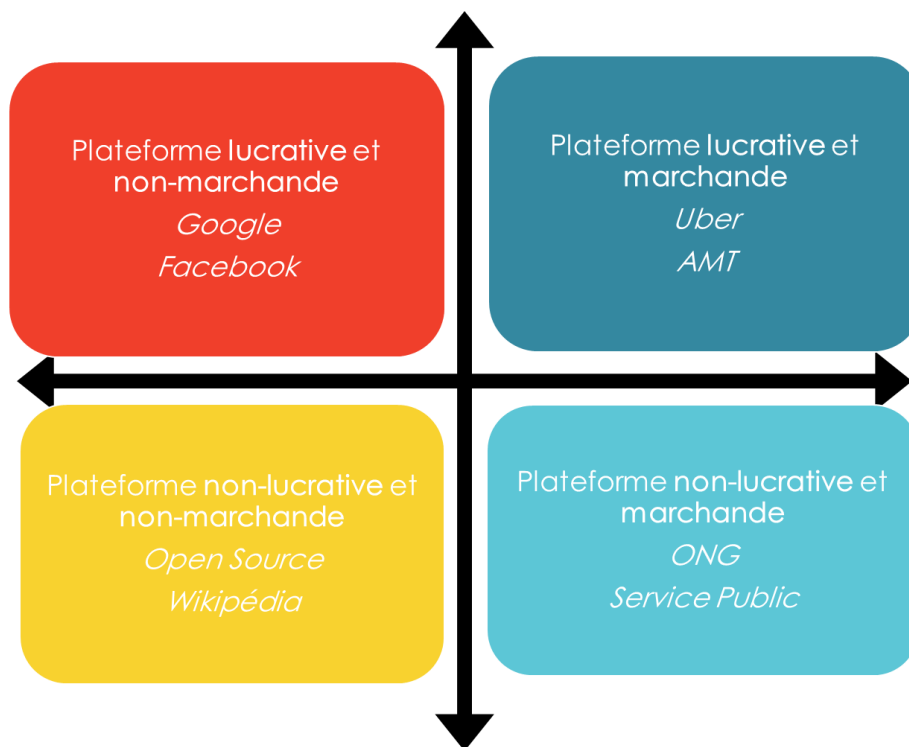 Plateforme lucrative et
non-marchande
Google
Facebook
Plateforme lucrative et
marchande
Uber
AMT
Plateforme non-lucrative et
non-marchande
Open Source
Wikipédia
Plateforme non-lucrative et
marchande
ONG
Service Public